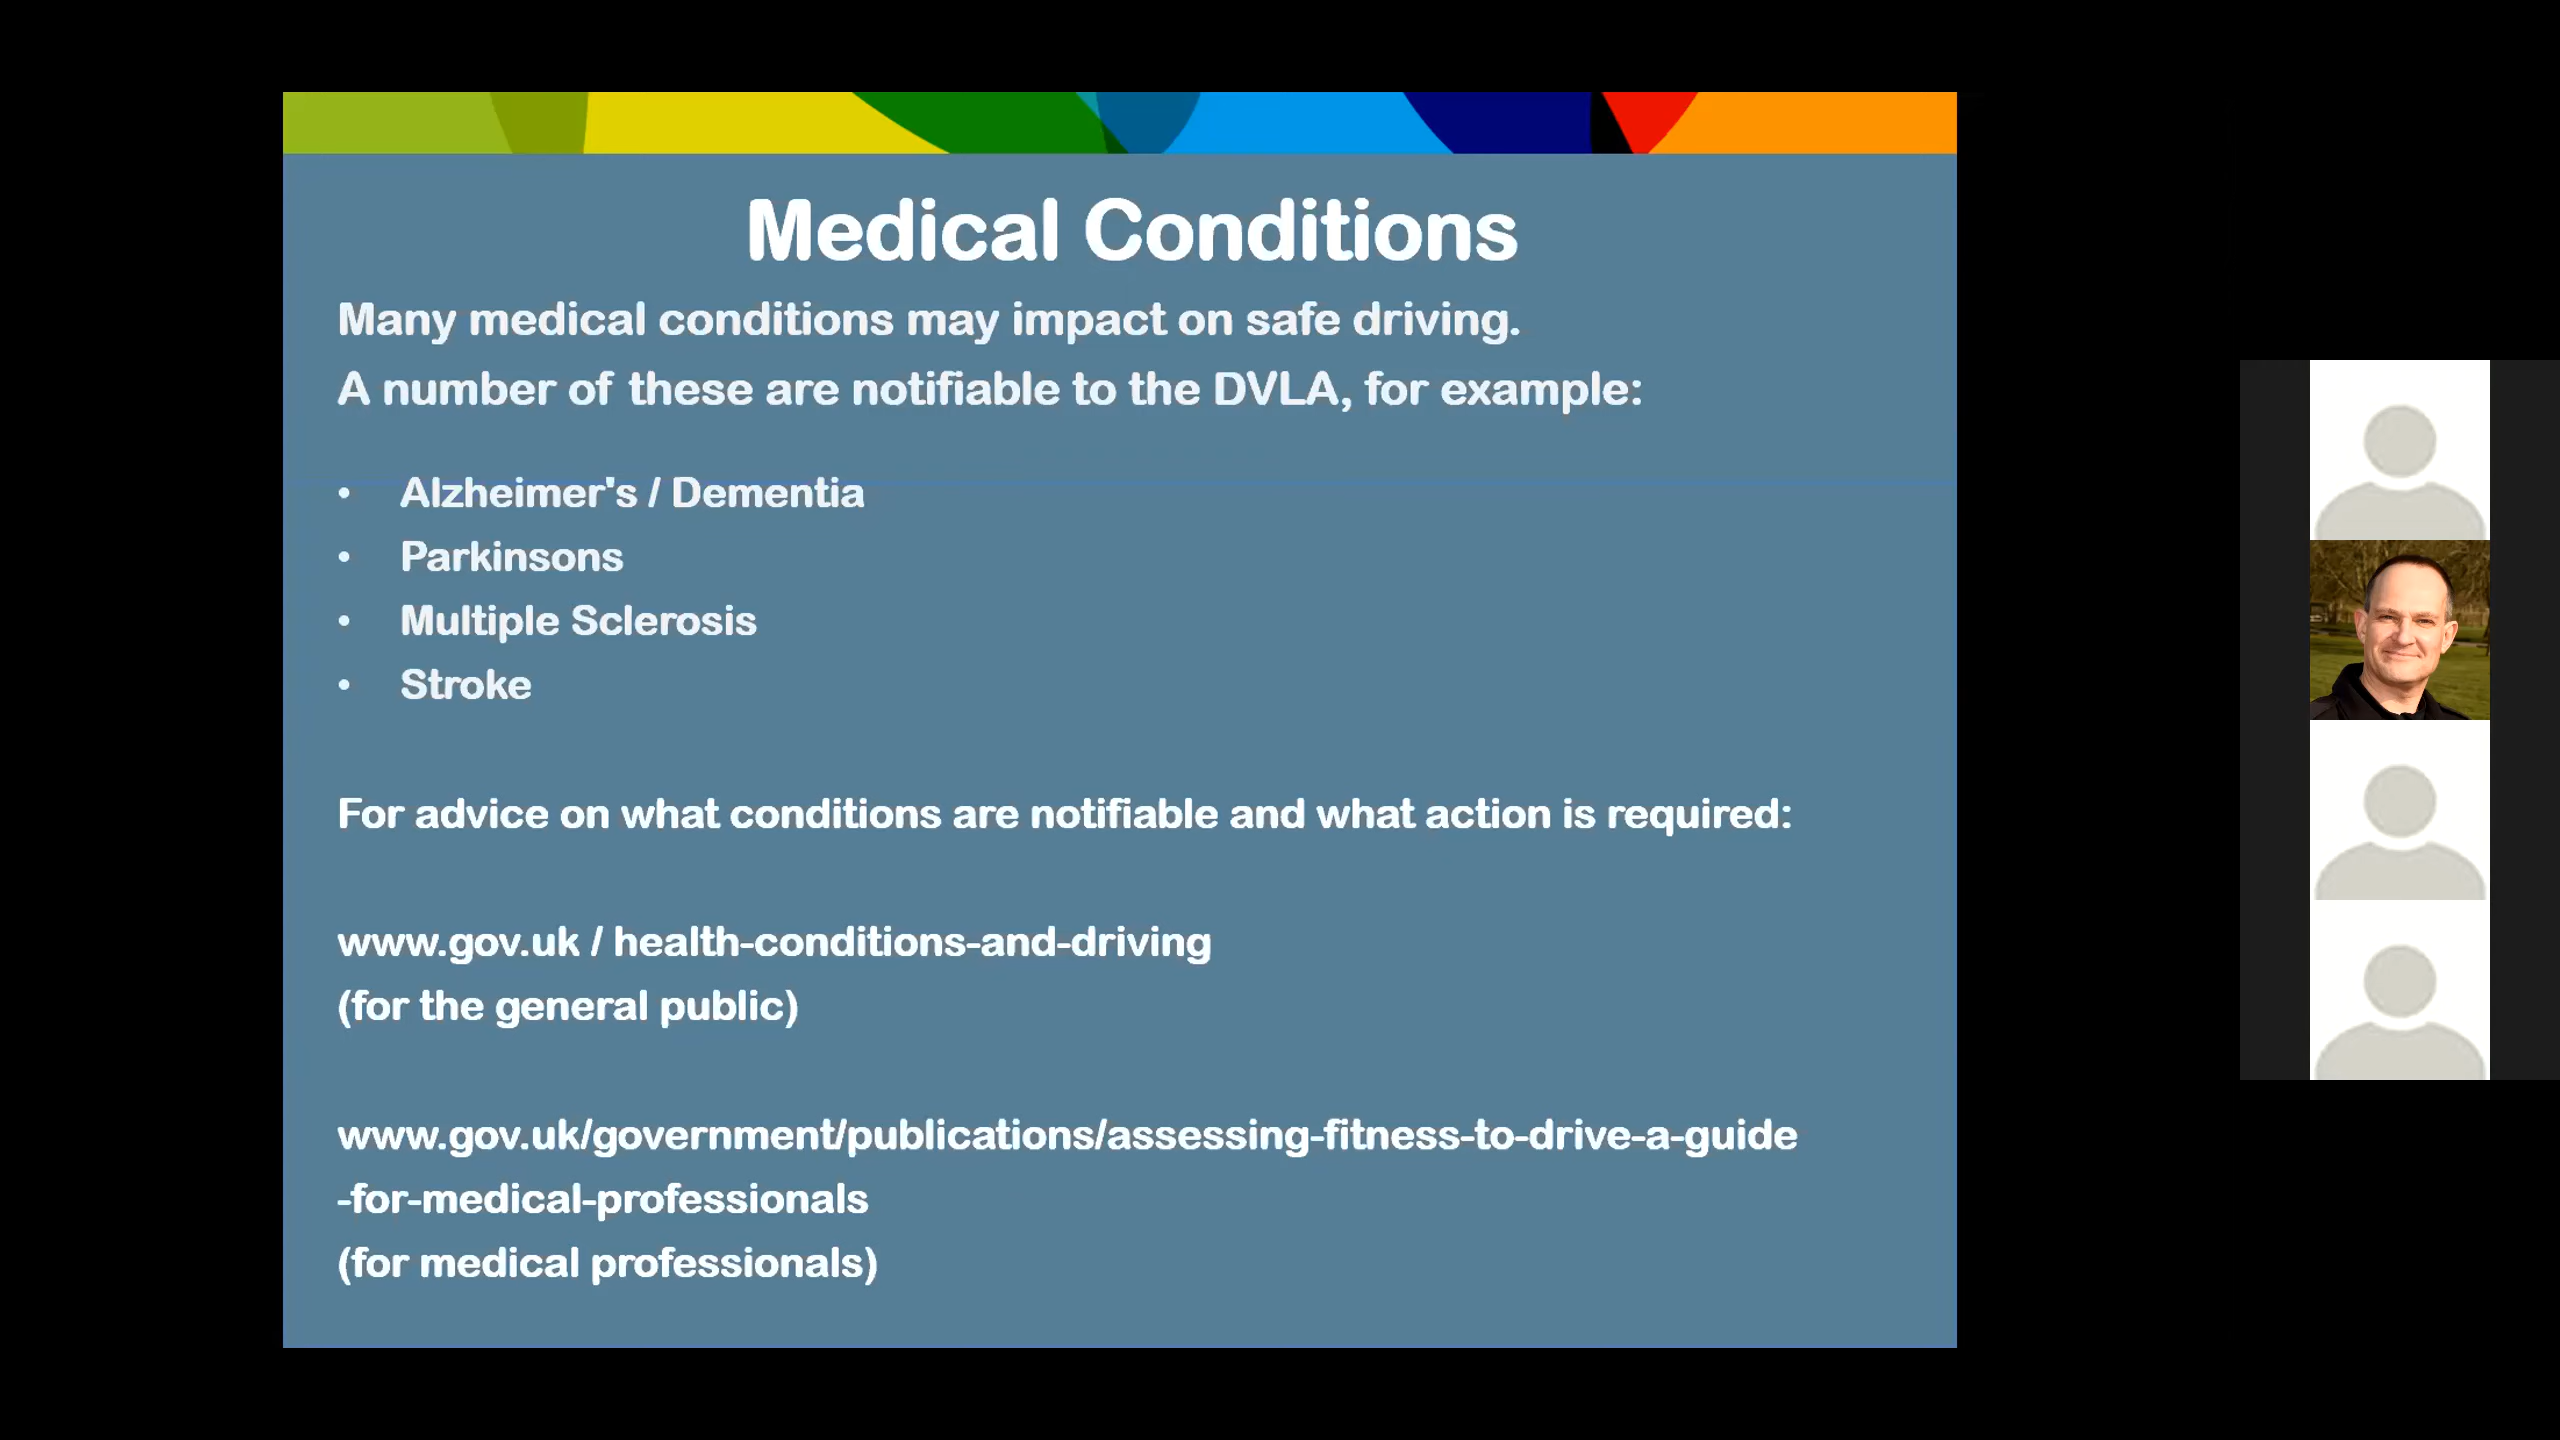 Medical Conditions
Many medical conditions may impact on safe driving.
A number of these are notifiable to the DVLA, for example:
• Alzheimer's / Dementia
• Parkinsons
• Multiple Sclerosis
• Stroke
For advice on what conditions are notifiable and what action is required:
www.gov.uk / health-conditions-and-driving
(for the general public)
www.gov.uk/government/publications/assessing-fitness-to-drive-a-guide
-for-medical-professionals
(for medical professionals)